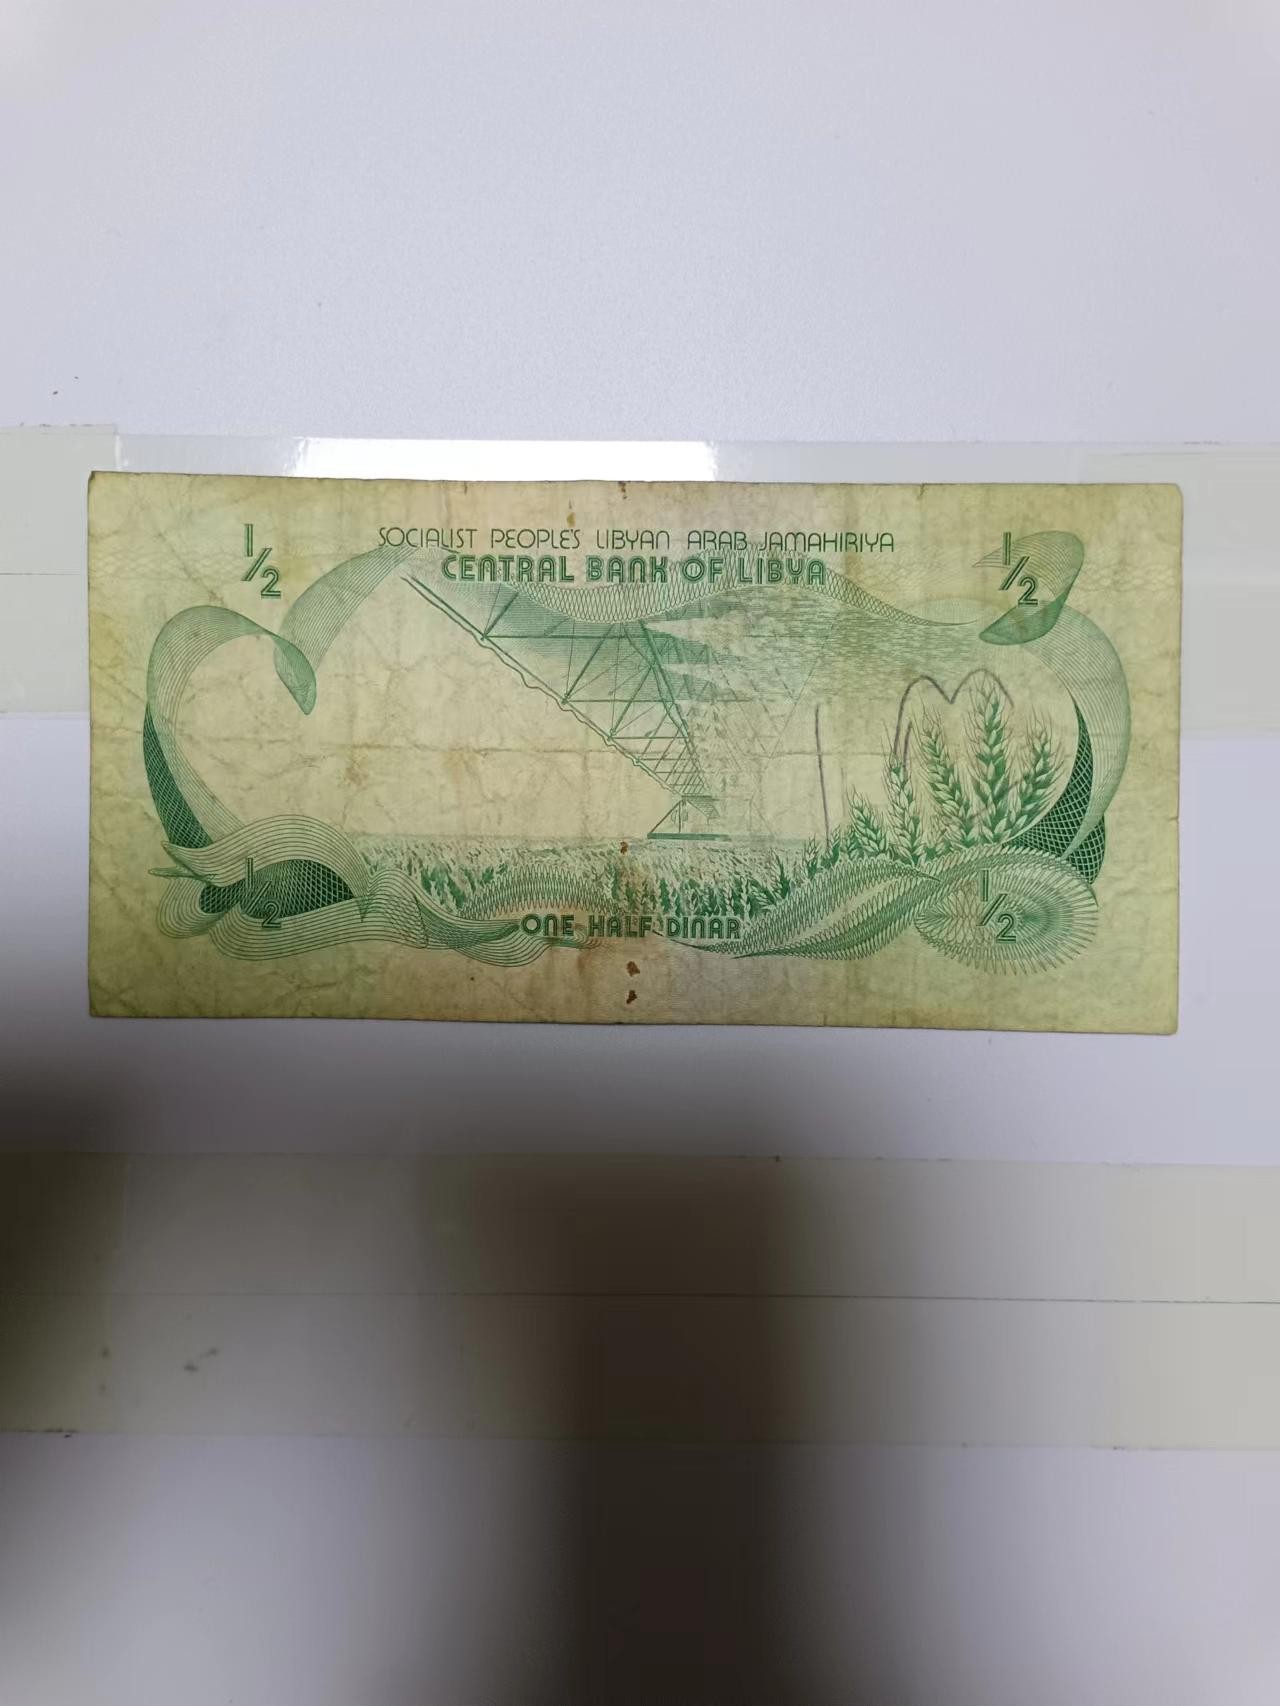 1/2
SOCIALIST PEOPLE'S LIBYAN ARAB JAMAHIRIYA
1/2
CENTRAL BANK OF LIBYA
1/2
1/2
ONE HALF DINAR